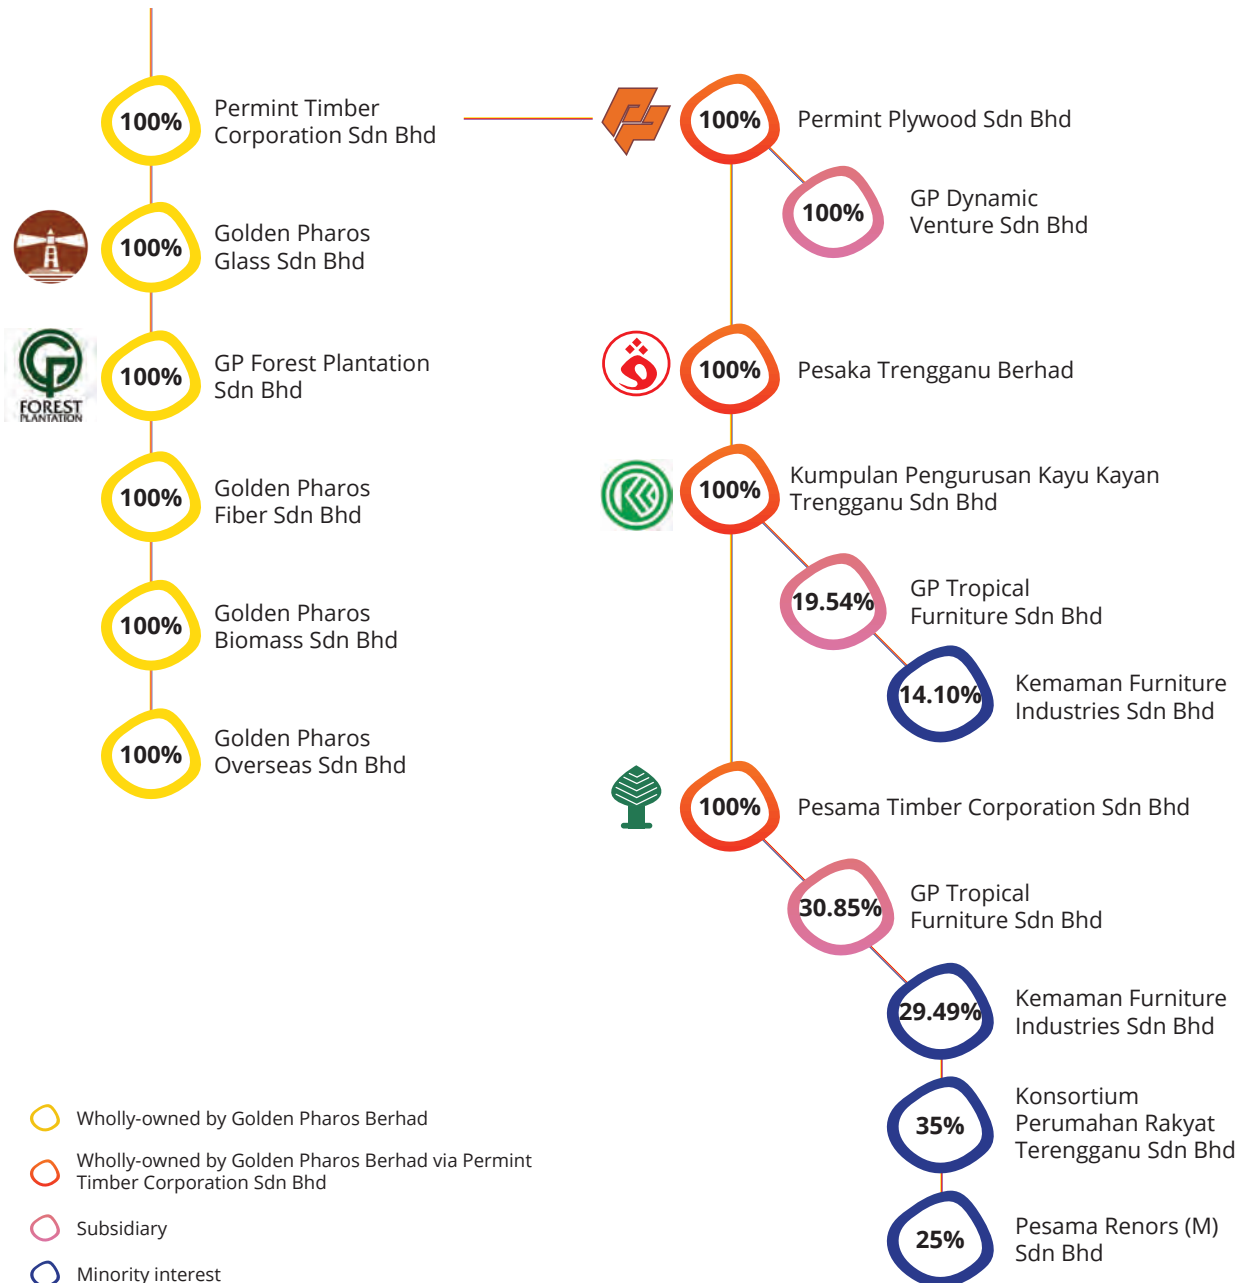 100%
Permint Timber
Corporation Sdn Bhd
100%
Golden Pharos
Glass Sdn Bhd
FOREST
PLANTATION
100%
GP Forest Plantation
Sdn Bhd
100%
Golden Pharos
Fiber Sdn Bhd
100%
Golden Pharos
Biomass Sdn Bhd
100%
Golden Pharos
Overseas Sdn Bhd
100%
Permint Plywood Sdn Bhd
100%
GP Dynamic
Venture Sdn Bhd
100%
Pesaka Trengganu Berhad
100%
Kumpulan Pengurusan Kayu Kayan
Trengganu Sdn Bhd
19.54%
GP Tropical
Furniture Sdn Bhd
14.10%
Kemaman Furniture
Industries Sdn Bhd
100%
Pesama Timber Corporation Sdn Bhd
30.85%
GP Tropical
Furniture Sdn Bhd
29.49%
Kemaman Furniture
Industries Sdn Bhd
35%
Konsortium
Perumahan Rakyat
Terengganu Sdn Bhd
25%
Pesama Renors (M)
Sdn Bhd
Wholly-owned by Golden Pharos Berhad
Wholly-owned by Golden Pharos Berhad via Permint
Timber Corporation Sdn Bhd
Subsidiary
Minority interest